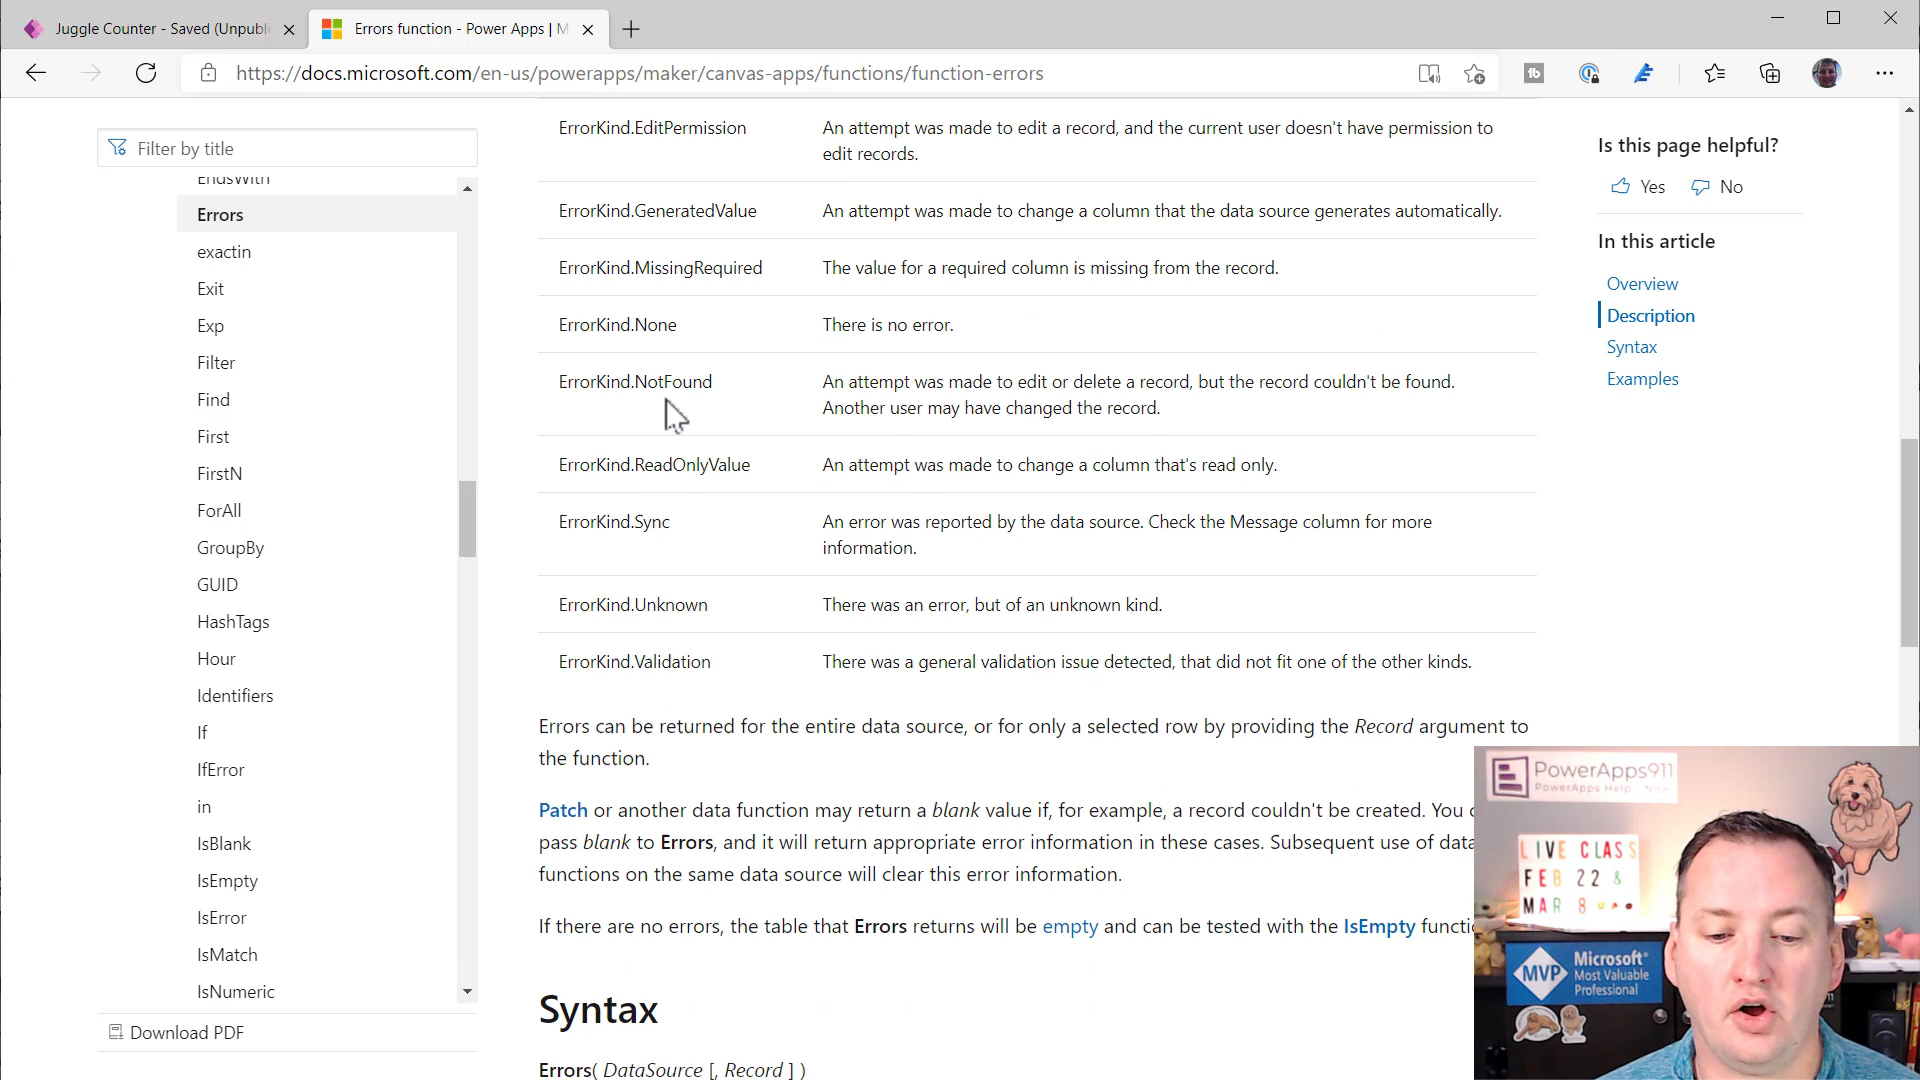 Juggle Counter - Saved (Unpubli
Errors function - Power Apps | M
https://docs.microsoft.com/en-us/powerapps/maker/canvas-apps/functions/function-errors
Filter by title
EndsWith
Errors
exactin
Exit
Exp
Filter
Find
First
FirstN
ForAll
GroupBy
GUID
HashTags
Hour
Identifiers
If
IfError
in
IsBlank
IsEmpty
IsError
IsMatch
IsNumeric
Download PDF
ErrorKind.EditPermission An attempt was made to edit a record, and the current user doesn't have permission to
edit records.
ErrorKind.GeneratedValue An attempt was made to change a column that the data source generates automatically.
ErrorKind.MissingRequired The value for a required column is missing from the record.
ErrorKind.None There is no error.
ErrorKind.NotFound An attempt was made to edit or delete a record, but the record couldn't be found.
Another user may have changed the record.
ErrorKind.ReadOnlyValue An attempt was made to change a column that's read only.
ErrorKind.Sync An error was reported by the data source. Check the Message column for more
information.
ErrorKind.Unknown There was an error, but of an unknown kind.
ErrorKind.Validation There was a general validation issue detected, that did not fit one of the other kinds.
Errors can be returned for the entire data source, or for only a selected row by providing the Record argument to
the function.
Patch or another data function may return a blank value if, for example, a record couldn't be created. You c
pass blank to Errors, and it will return appropriate error information in these cases. Subsequent use of data
functions on the same data source will clear this error information.
If there are no errors, the table that Errors returns will be empty and can be tested with the IsEmpty functi
Syntax
Errors( DataSource [, Record ] )
Is this page helpful?
Yes No
In this article
Overview
Description
Syntax
Examples
PowerApps911
PowerApps Help Now
LIVE CLASS
FEB 22 &
MAR 8
MVP
Microsoft®
Most Valuable
Professional